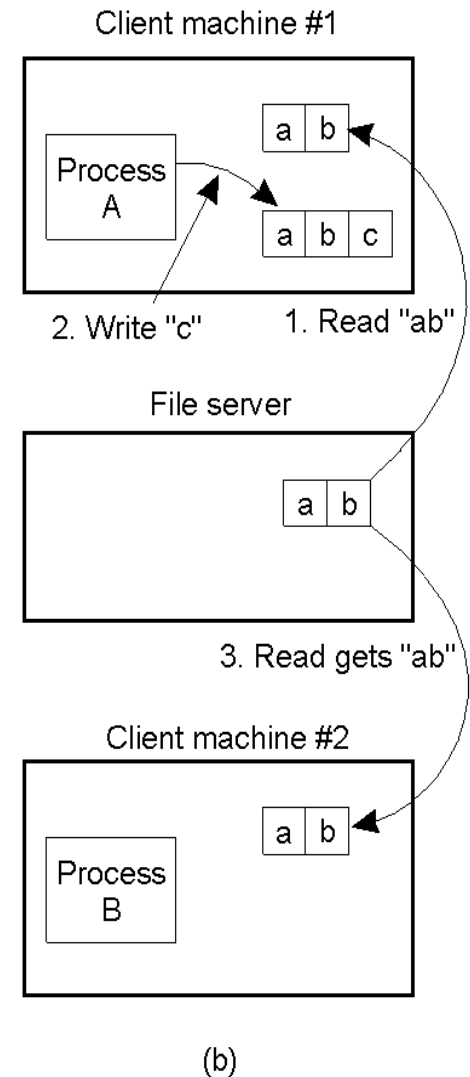 Client machine #1
a b
Process
A
a b c
2. Write "c"
1. Read "ab"
File server
a b
3. Read gets "ab"
Client machine #2
a b
Process
B
(b)